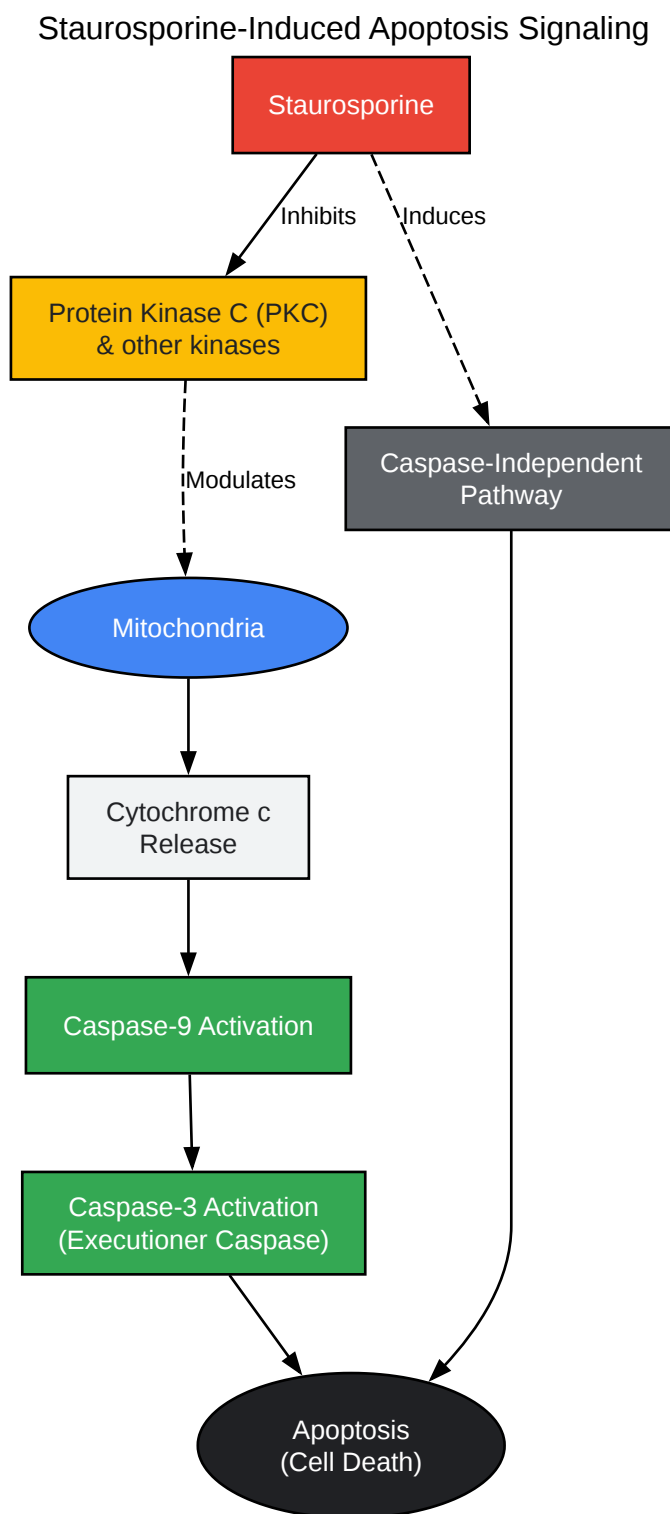 Staurosporine-Induced Apoptosis Signaling
Staurosporine
Inhibits
Induces
Protein Kinase C (PKC)
& other kinases
Caspase-Independent
Pathway
Modulates
Mitochondria
Cytochrome c
Release
Caspase-9 Activation
Caspase-3 Activation
(Executioner Caspase)
Apoptosis
(Cell Death)